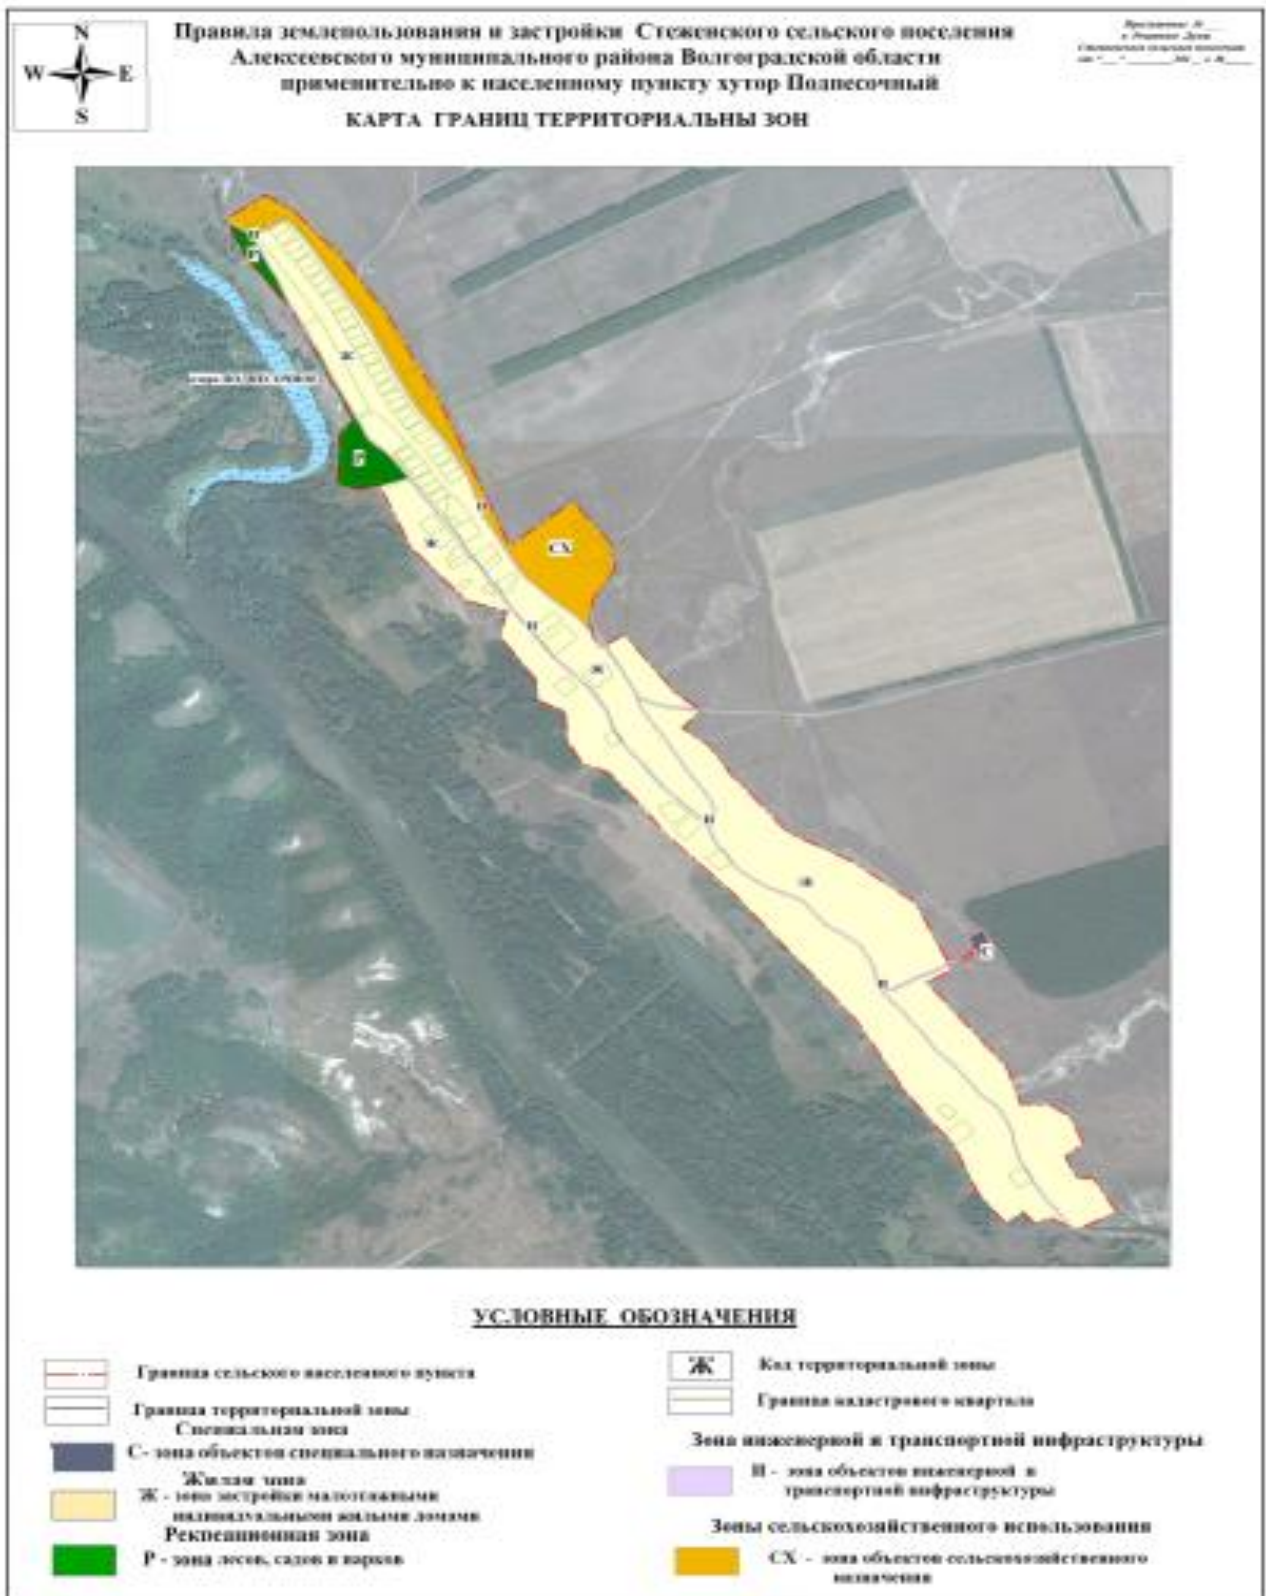 N
W E
S
Правила землепользования и застройки Стеженского сельского поселения
Алексеевского муниципального района Волгоградской области
применительно к населенному пункту хутор Подпесочный
КАРТА ГРАНИЦ ТЕРРИТОРИАЛЬНЫ ЗОН
Р
Ж
Р
Ж
СХ
И
Ж
И
Ж
С
И
УСЛОВНЫЕ ОБОЗНАЧЕНИЯ
Граница сельского населенного пункта
Граница территориальной зоны
Специальная зона
С- зона объектов специального назначения
Жилая зона
Ж - зона застройки малоэтажными
индивидуальными жилыми домами
Рекреационная зона
Р - зона лесов, садов и парков
Ж Код территориальной зоны
Граница кадастрового квартала
Зона инженерной и транспортной инфраструктуры
И - зона объектов инженерной и
транспортной инфраструктуры
Зоны сельскохозяйственного использования
СХ - зона объектов сельскохозяйственного
назначения